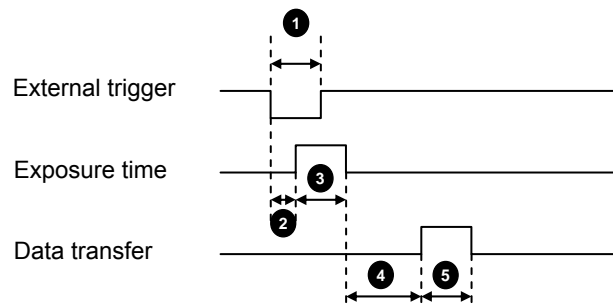 1
External trigger
Exposure time
3
2
Data transfer
4 5